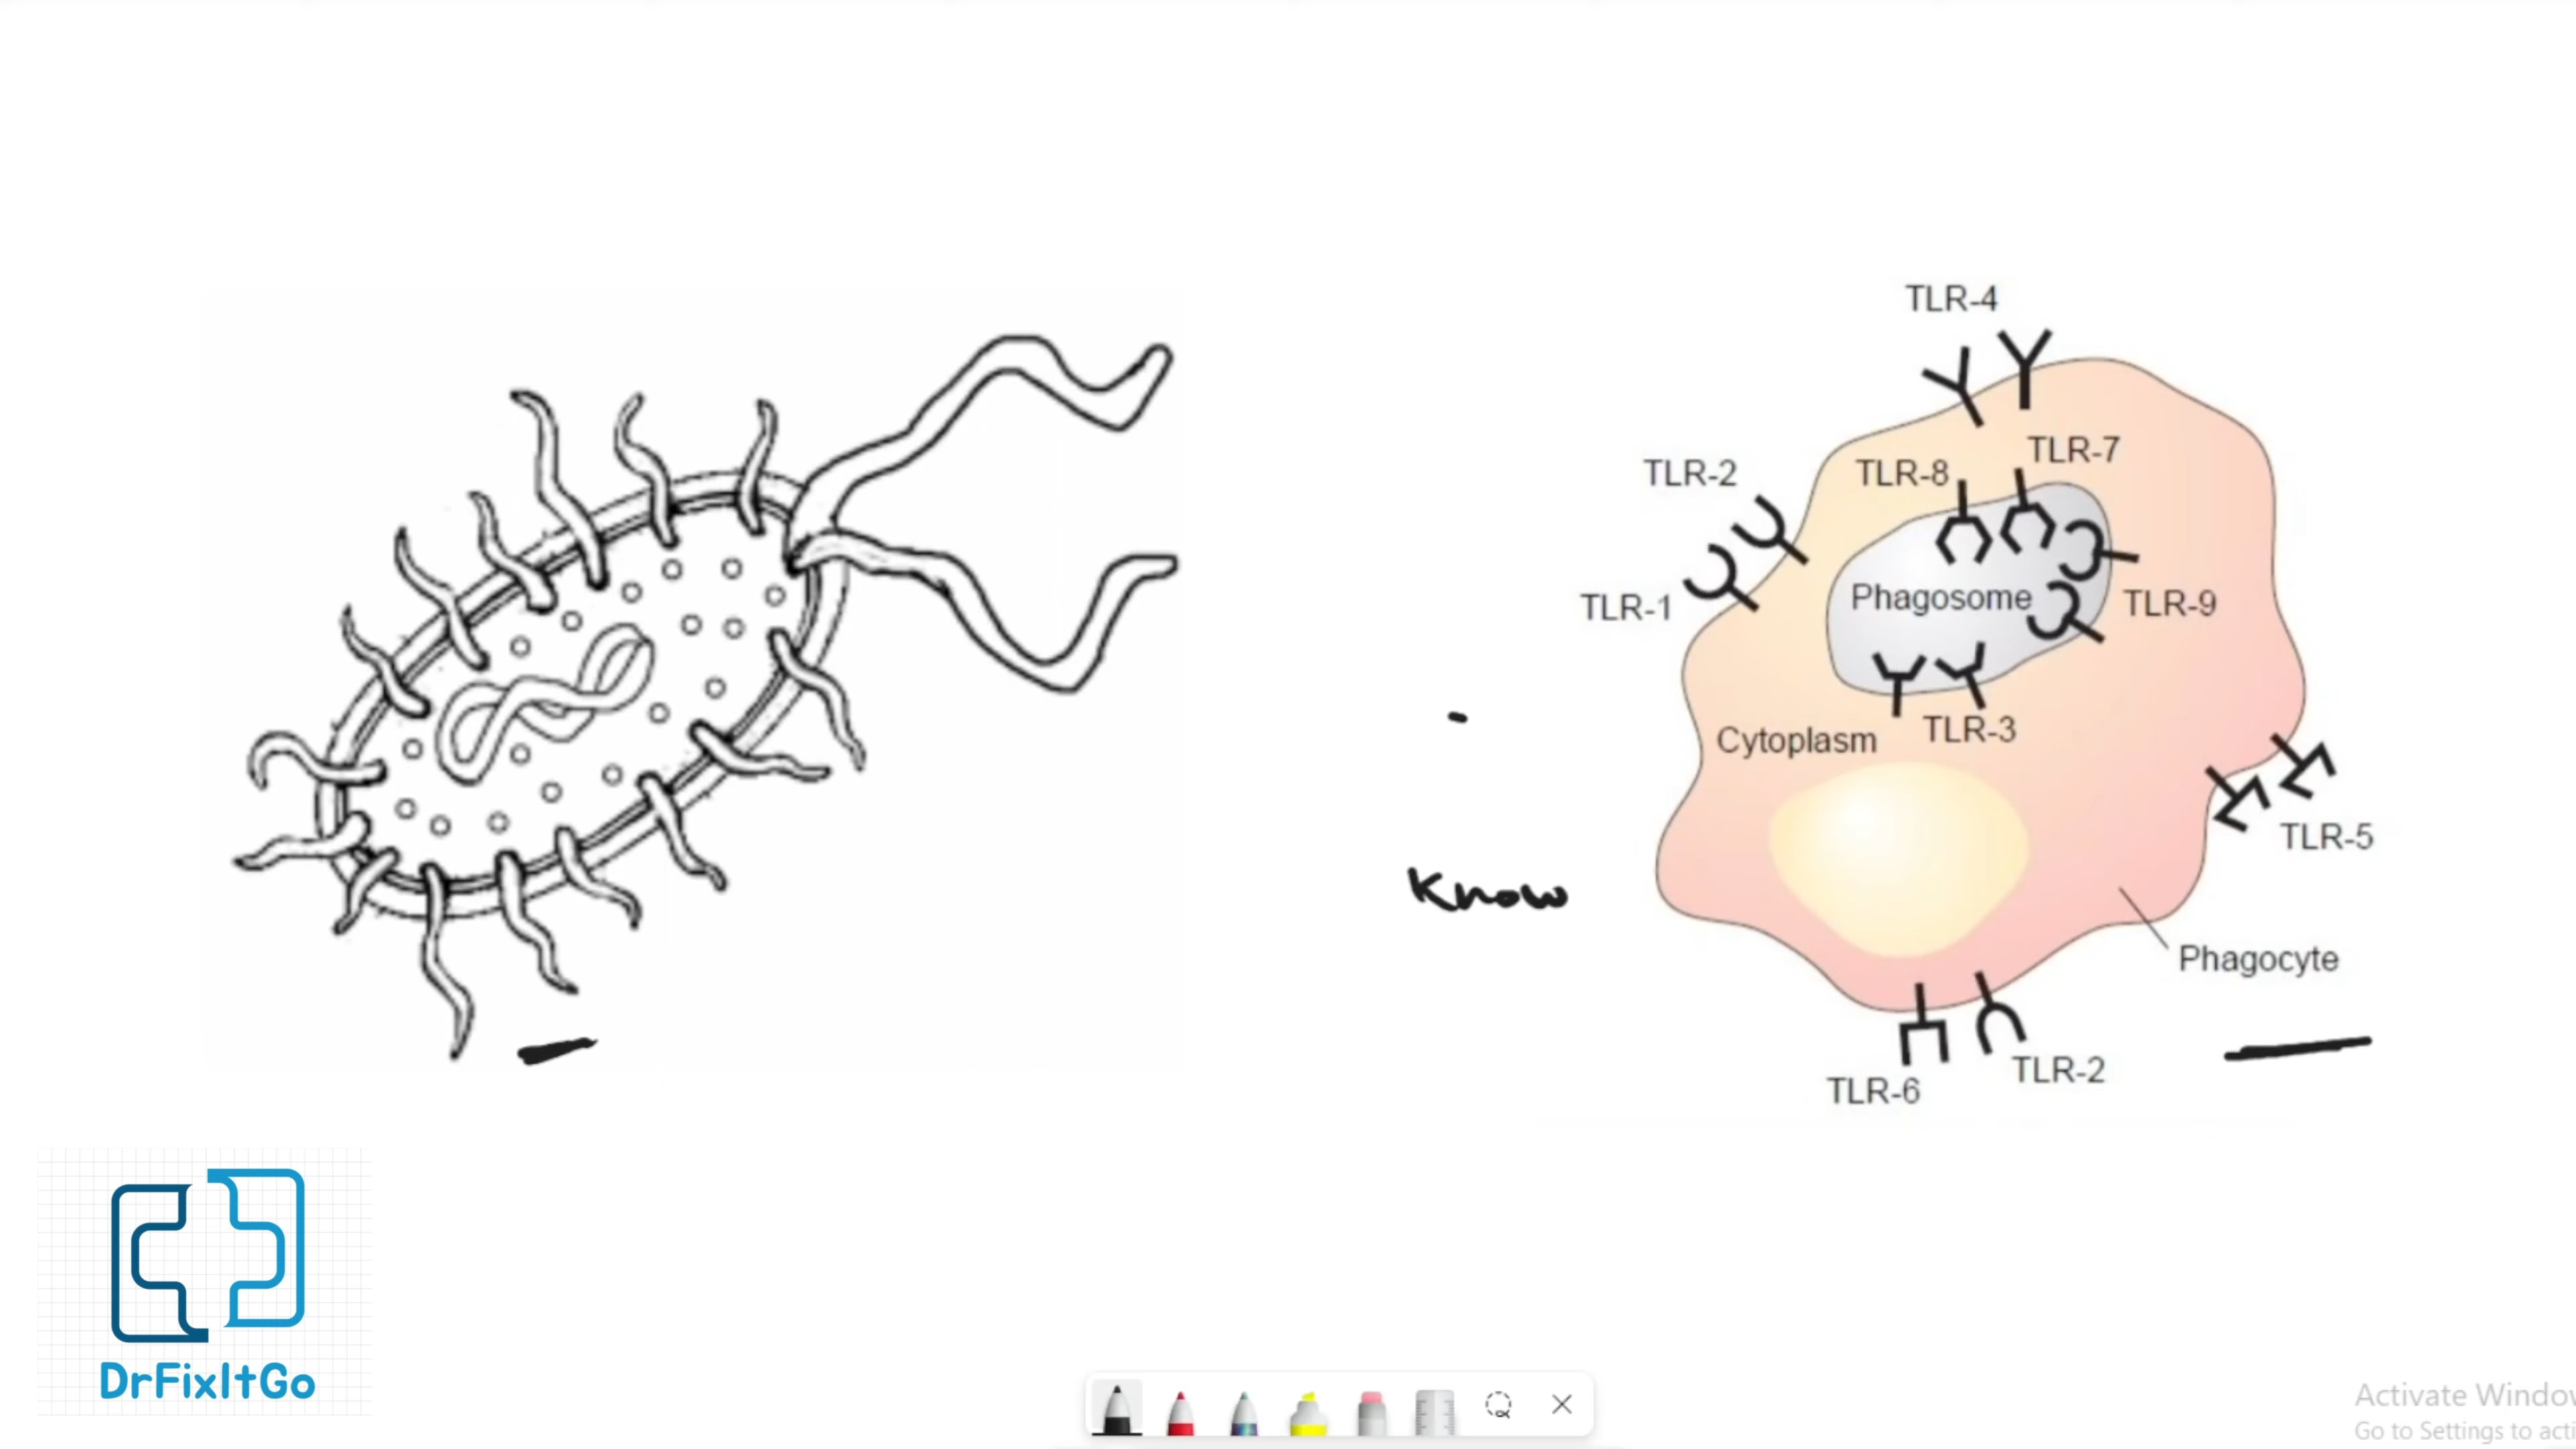 TLR-4
TLR-7
TLR-2
TLR-8
Phagosome
TLR-1
TLR-9
TLR-3
Cytoplasm
TLR-5
Know
Phagocyte
TLR-2
TLR-6
DrFixItGo
Activate Window
Go to Settings to acti